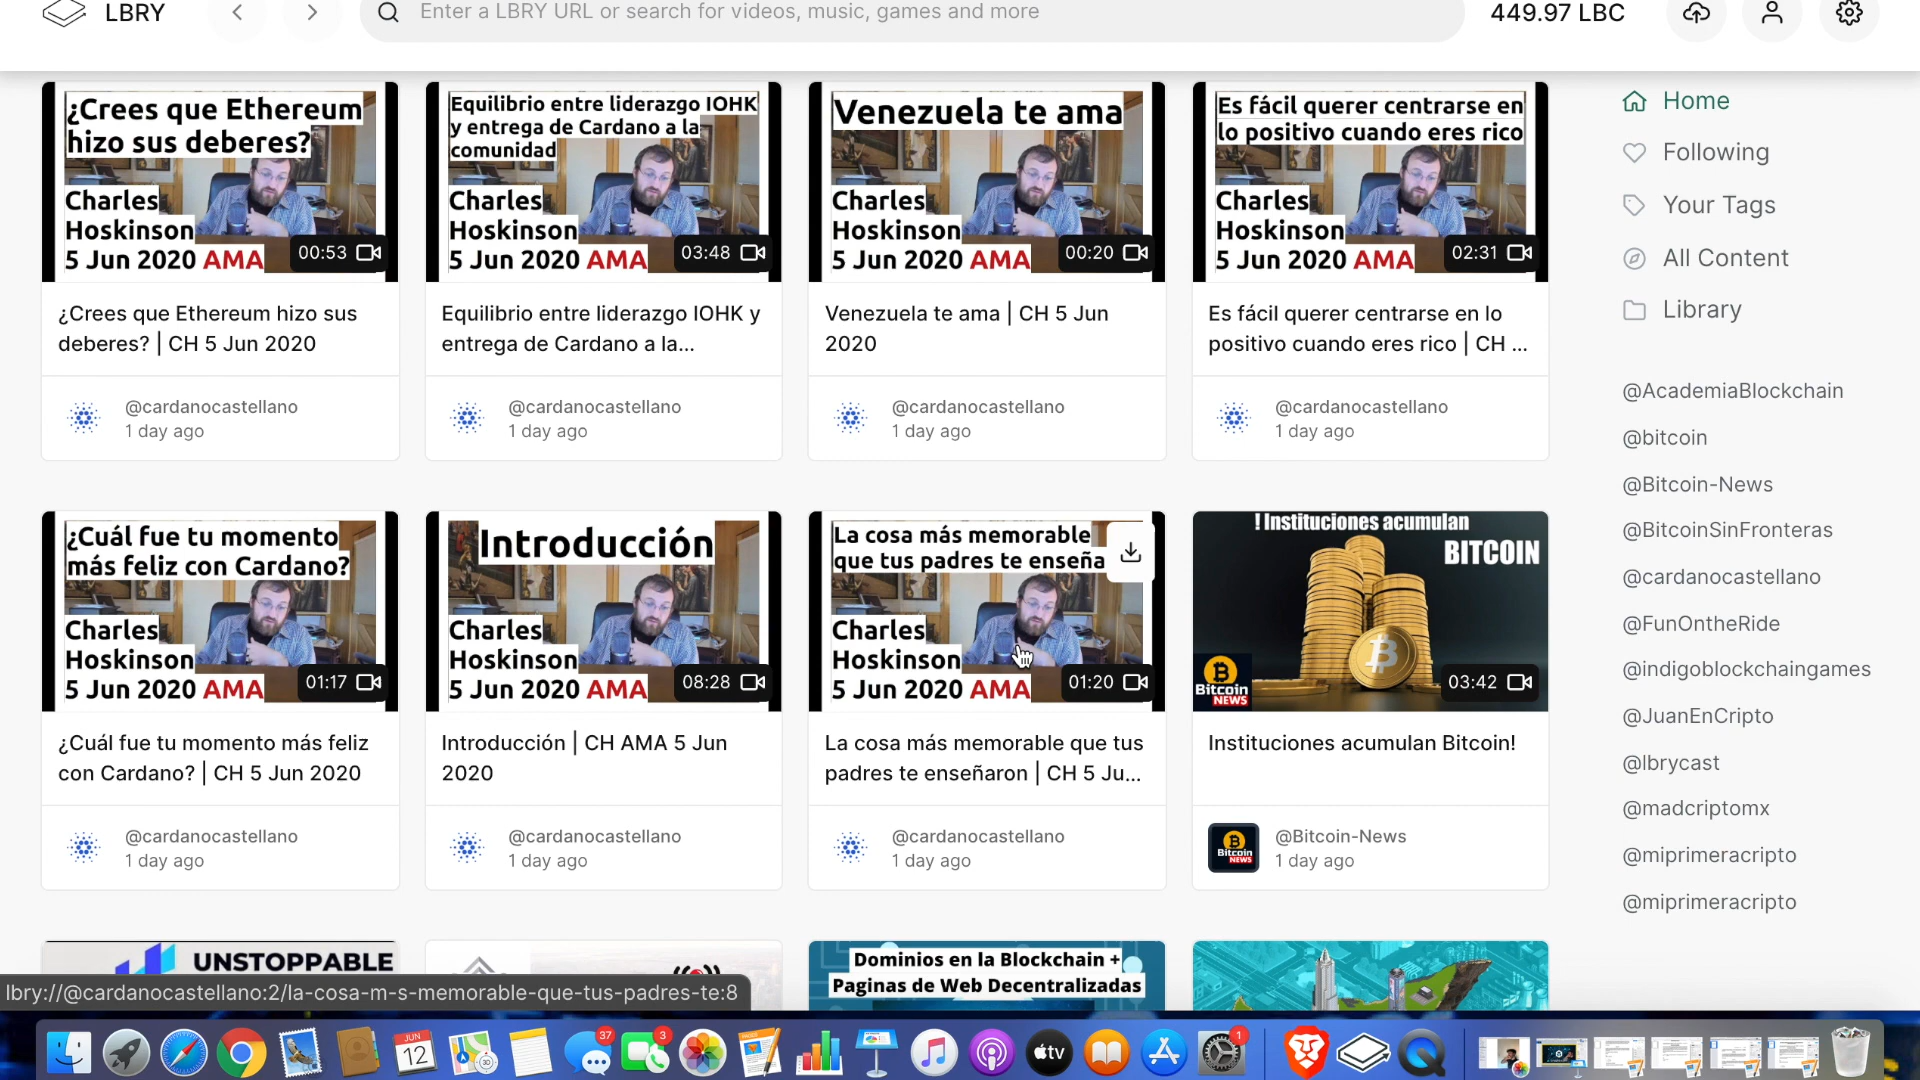 LBRY
Enter a LBRY URL or search for videos, music, games and more
449.97 LBC
¿Crees que Ethereum
hizo sus deberes?
Charles
Hoskinson
5 Jun 2020 AMA
00:53
Equilibrio entre liderazgo IOHK
y entrega de Cardano a la
comunidad
Charles
Hoskinson
5 Jun 2020 AMA
03:48
Venezuela te ama
Charles
Hoskinson
5 Jun 2020 AMA
00:20
Es fácil querer centrarse en
lo positivo cuando eres rico
Charles
Hoskinson
5 Jun 2020 AMA
02:31
¿Crees que Ethereum hizo sus
deberes? | CH 5 Jun 2020
@cardanocastellano
1 day ago
Equilibrio entre liderazgo IOHK y
entrega de Cardano a la...
@cardanocastellano
1 day ago
Venezuela te ama | CH 5 Jun
2020
@cardanocastellano
1 day ago
Es fácil querer centrarse en lo
positivo cuando eres rico | CH ...
@cardanocastellano
1 day ago
¿Cuál fue tu momento
más feliz con Cardano?
Charles
Hoskinson
5 Jun 2020 AMA
01:17
Introducción
Charles
Hoskinson
5 Jun 2020 AMA
08:28
La cosa más memorable
que tus padres te enseña
Charles
Hoskinson
5 Jun 2020 AMA
01:20
! Instituciones acumulan
BITCOIN
Bitcoin
NEWS
03:42
¿Cuál fue tu momento más feliz
con Cardano? | CH 5 Jun 2020
@cardanocastellano
1 day ago
Introducción | CH AMA 5 Jun
2020
@cardanocastellano
1 day ago
La cosa más memorable que tus
padres te enseñaron | CH 5 Ju...
@cardanocastellano
1 day ago
Instituciones acumulan Bitcoin!
Bitcoin
NEWS
@Bitcoin-News
1 day ago
UNSTOPPABLE
Dominios en la Blockchain +
Paginas de Web Decentralizadas
Home
Following
Your Tags
All Content
Library
@AcademiaBlockchain
@bitcoin
@Bitcoin-News
@BitcoinSinFronteras
@cardanocastellano
@FunOntheRide
@indigoblockchaingames
@JuanEnCripto
@lbrycast
@madcriptomx
@miprimeracripto
@miprimeracripto
lbry://@cardanocastellano:2/la-cosa-m-s-memorable-que-tus-padres-te:8
JUN
12
37
3
tv
1